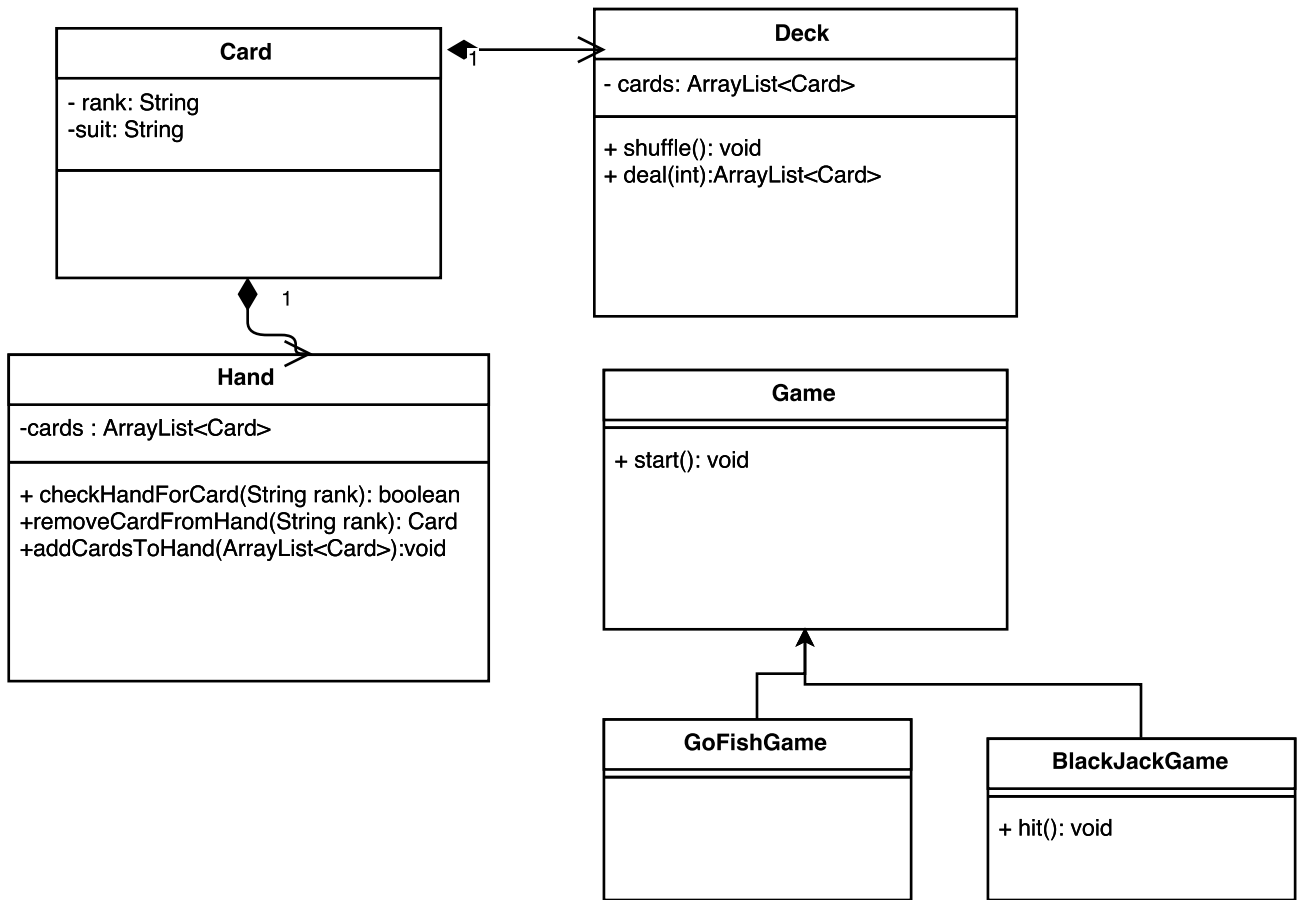 Card
- rank: String
-suit: String
1
Deck
- cards: ArrayList<Card>
+ shuffle(): void
+ deal(int):ArrayList<Card>
1
Hand
-cards : ArrayList<Card>
+ checkHandForCard(String rank): boolean
+removeCardFromHand(String rank): Card
+addCardsToHand(ArrayList<Card>):void
Game
+ start(): void
GoFishGame
BlackJackGame
+ hit(): void